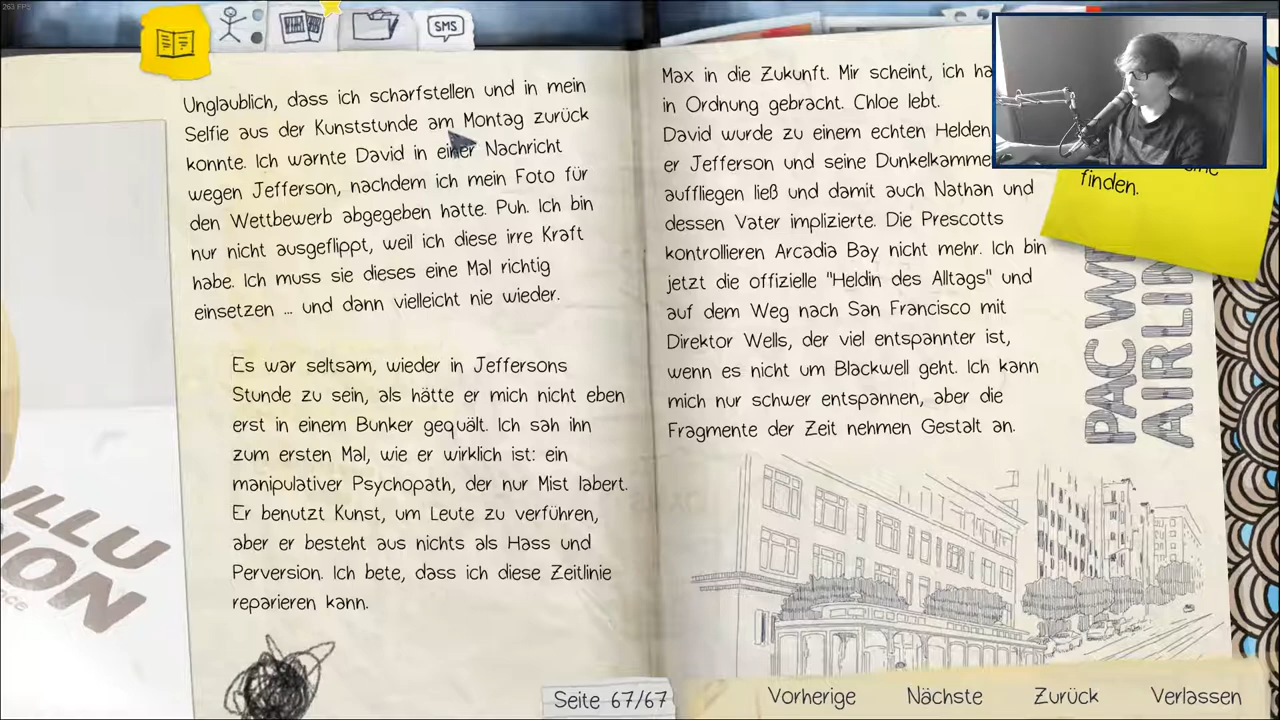 263 FPS
SMS
Unglaublich, dass ich scharfstellen und in mein
Selfie aus der Kunststunde am Montag zurück
konnte. Ich warnte David in einer Nachricht
wegen Jefferson, nachdem ich mein Foto für
den Wettbewerb abgegeben hatte. Puh. Ich bin
nur nicht ausgeflippt, weil ich diese irre Kraft
habe. Ich muss sie dieses eine Mal richtig
einsetzen ... und dann vielleicht nie wieder.
Es war seltsam, wieder in Jeffersons
Stunde zu sein, als hätte er mich nicht eben
erst in einem Bunker gequält. Ich sah ihn
zum ersten Mal, wie er wirklich ist: ein
manipulativer Psychopath, der nur Mist labert.
Er benutzt Kunst, um Leute zu verführen,
aber er besteht aus nichts als Hass und
Perversion. Ich bete, dass ich diese Zeitlinie
reparieren kann.
ILLU
ION
Max in die Zukunft. Mir scheint, ich ha
in Ordnung gebracht. Chloe lebt.
David wurde zu einem echten Helden
er Jefferson und seine Dunkelkamme
auffliegen ließ und damit auch Nathan und
dessen Vater implizierte. Die Prescotts
kontrollieren Arcadia Bay nicht mehr. Ich bin
jetzt die offizielle "Heldin des Alltags" und
auf dem Weg nach San Francisco mit
Direktor Wells, der viel entspannter ist,
wenn es nicht um Blackwell geht. Ich kann
mich nur schwer entspannen, aber die
Fragmente der Zeit nehmen Gestalt an.
finden.
PAC WE
AIRLIN
Seite 67/67
Vorherige
Nächste
Zurück
Verlassen